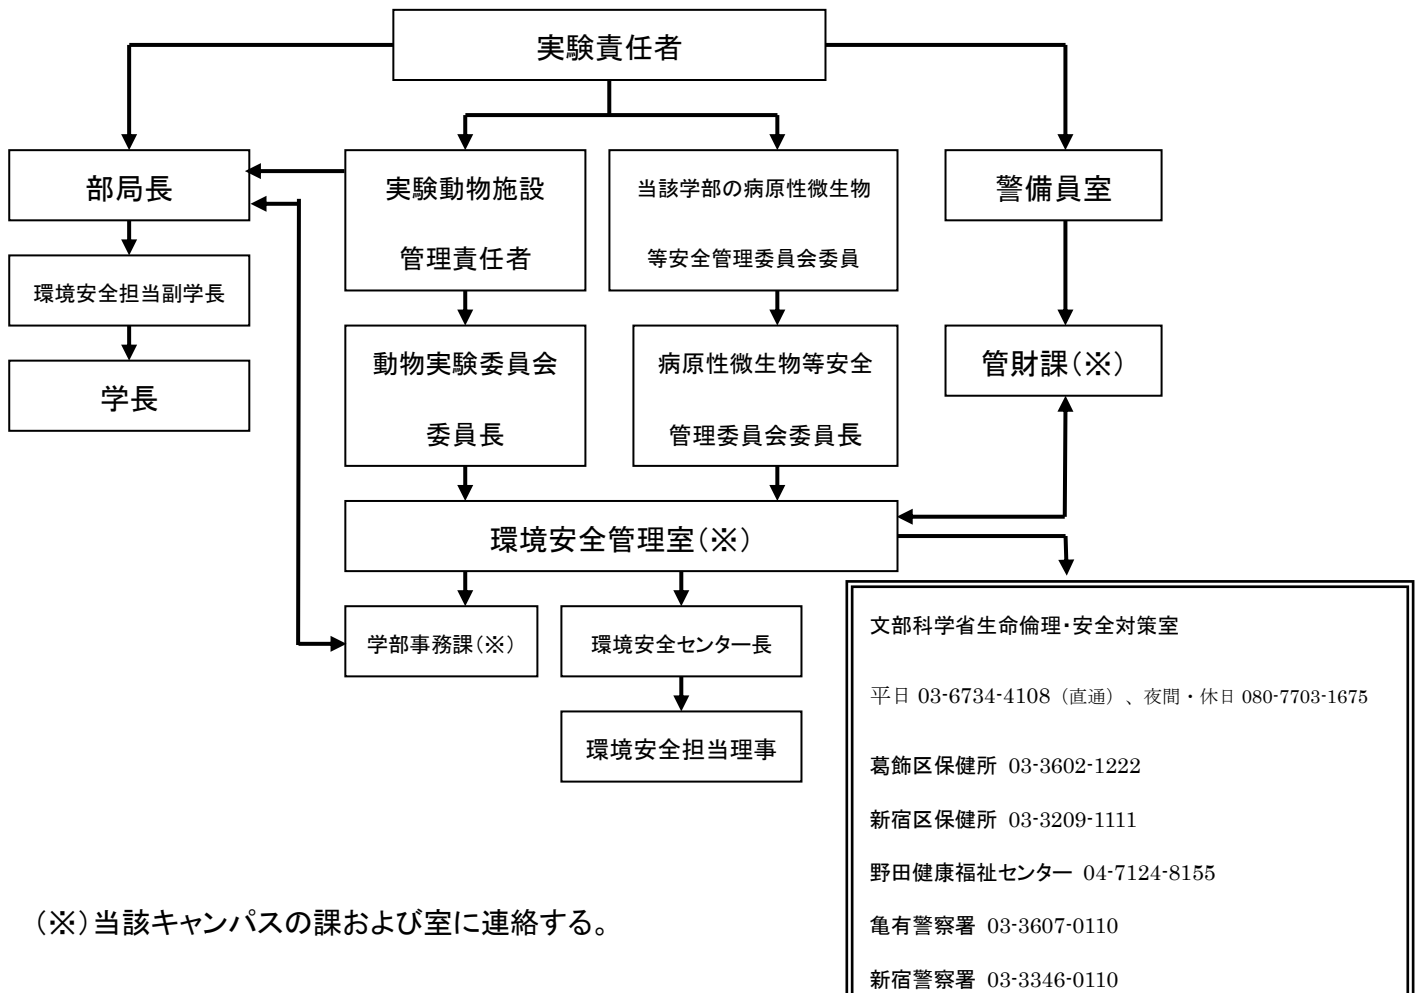 実験責任者
部局長
実験動物施設
管理責任者
当該学部の病原性微生物
等安全管理委員会委員
警備員室
環境安全担当副学長
学長
動物実験委員会
委員長
病原性微生物等安全
管理委員会委員長
管財課(※)
環境安全管理室(※)
学部事務課(※)
環境安全センター長
環境安全担当理事
文部科学省生命倫理・安全対策室
平日 03-6734-4108（直通）、夜間・休日 080-7703-1675
葛飾区保健所 03-3602-1222
新宿区保健所 03-3209-1111
野田健康福祉センター 04-7124-8155
亀有警察署 03-3607-0110
新宿警察署 03-3346-0110
(※)当該キャンパスの課および室に連絡する。